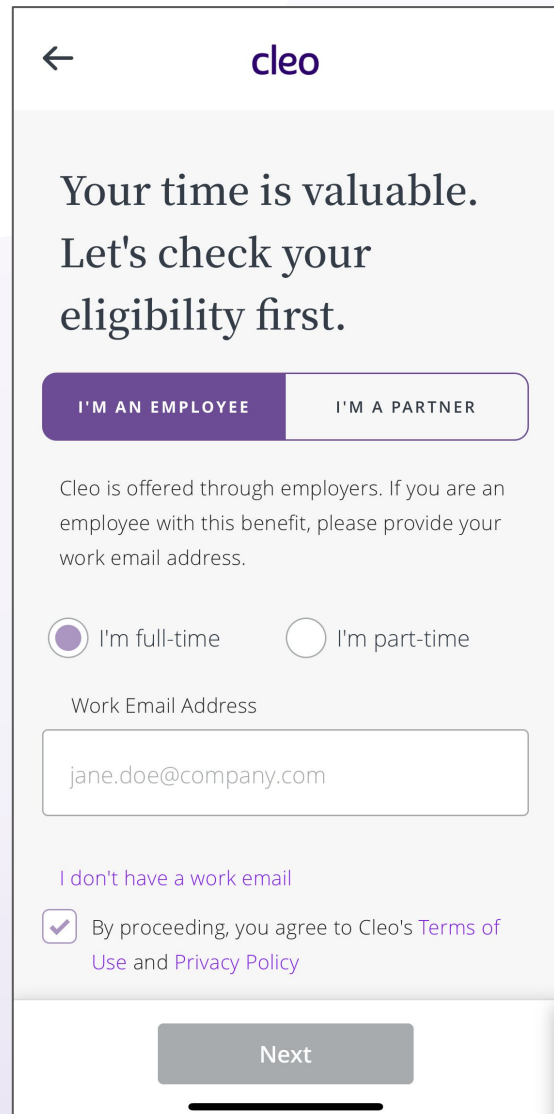 cleo
Your time is valuable.
Let's check your
eligibility first.
I'M AN EMPLOYEE
I'M A PARTNER
Cleo is offered through employers. If you are an
employee with this benefit, please provide your
work email address.
I'm full-time
I'm part-time
Work Email Address
jane.doe@company.com
I don't have a work email
By proceeding, you agree to Cleo's Terms of
Use and Privacy Policy
Next